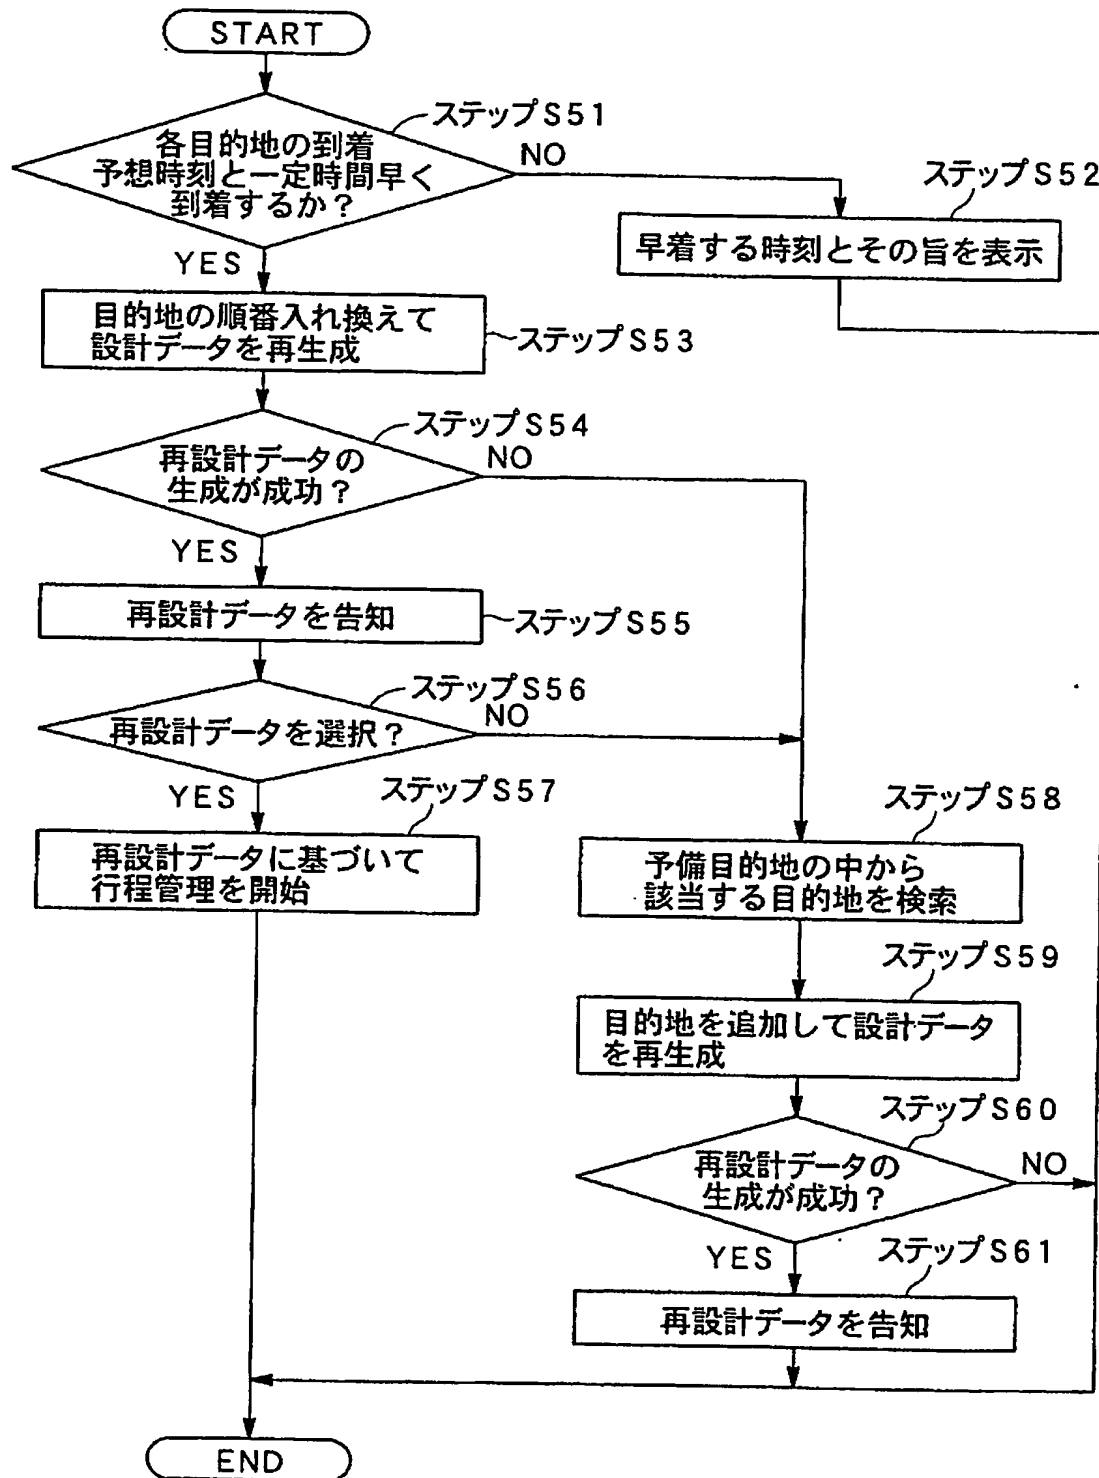 START
ステップS51
各目的地の到着
予想時刻と一定時間早く
到着するか？
NO
YES
ステップS52
早着する時刻とその旨を表示
目的地の順番入れ換えて
設計データを再生成
ステップS53
ステップS54
再設計データの
生成が成功？
NO
YES
再設計データを告知
ステップS55
ステップS56
再設計データを選択？
NO
YES
ステップS57
再設計データに基づいて
行程管理を開始
ステップS58
予備目的地の中から
該当する目的地を検索
ステップS59
目的地を追加して設計データ
を再生成
ステップS60
再設計データの
生成が成功？
NO
YES
ステップS61
再設計データを告知
END